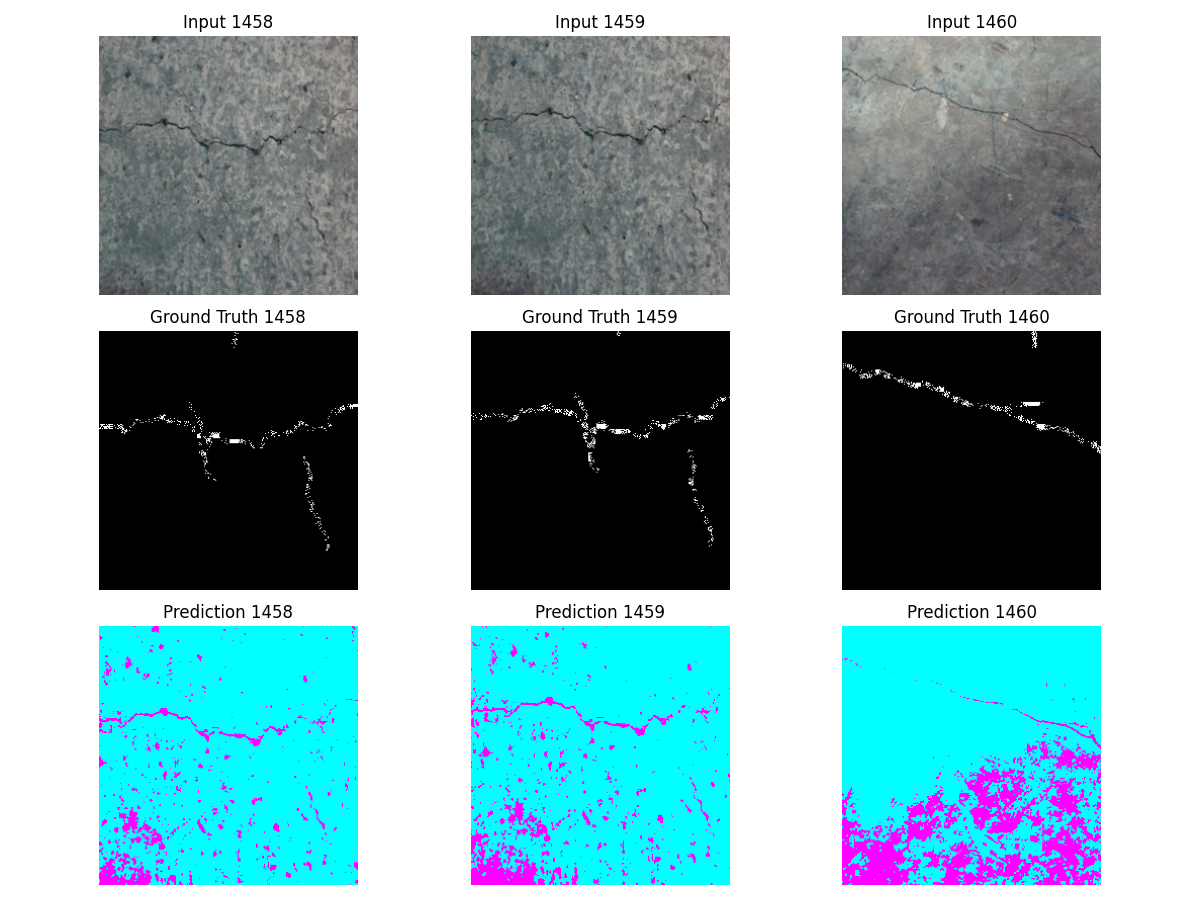 Input 1458
Input 1459
Input 1460
Ground Truth 1458
Ground Truth 1459
Ground Truth 1460
Prediction 1458
Prediction 1459
Prediction 1460